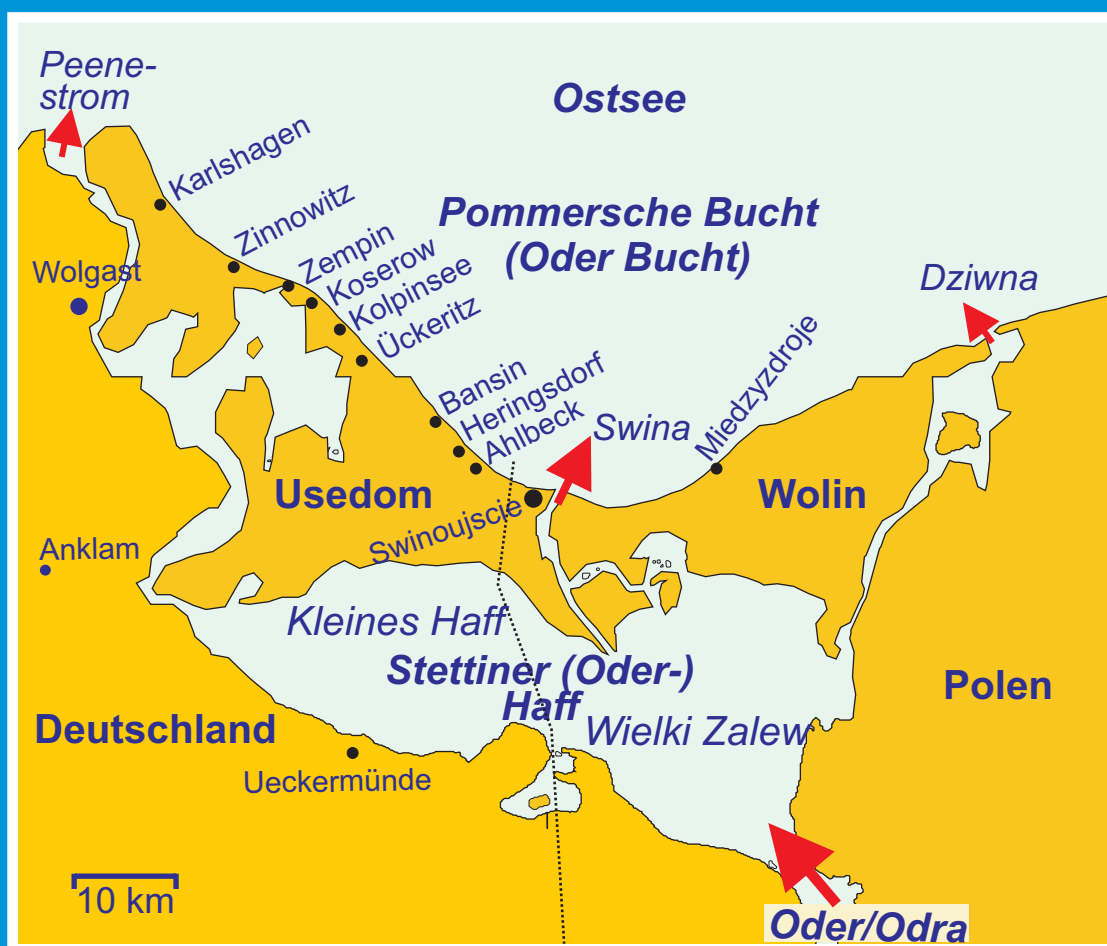 Peene-
strom
Ostsee
Karlshagen
Zinnowitz
Pommersche Bucht
(Oder Bucht)
Zempin
Koserow
Kolpinsee
Ückeritz
Wolgast
Dziwna
Bansin
Heringsdorf
Ahlbeck
Swina
Miedzyzdroje
Usedom
Wolin
Swinoujscie
Anklam
Kleines Haff
Stettiner (Oder-)
Haff
Polen
Deutschland
Wielki Zalew
Ueckermünde
10 km
Oder/Odra